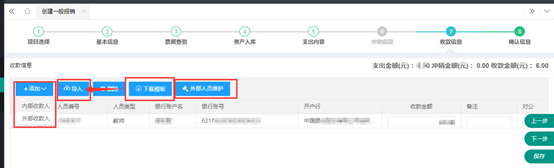 创建一般报销
1 2 3 4 5 6 7 8
项目选择 基本信息 票据查验 资产入库 支出内容 冲销借款 收款信息 确认信息
收款信息 支出金额(元): 冲销金额(元): 0.00 收款金额(元): 6.00
+添加 导入 下载模板 外部人员维护
内部收款人
外部收款人
人员编号 人员类型 银行账户名 银行账号 开户行 收款金额 备注 对公
教师 6217 中国银
上一步
下一步
保存